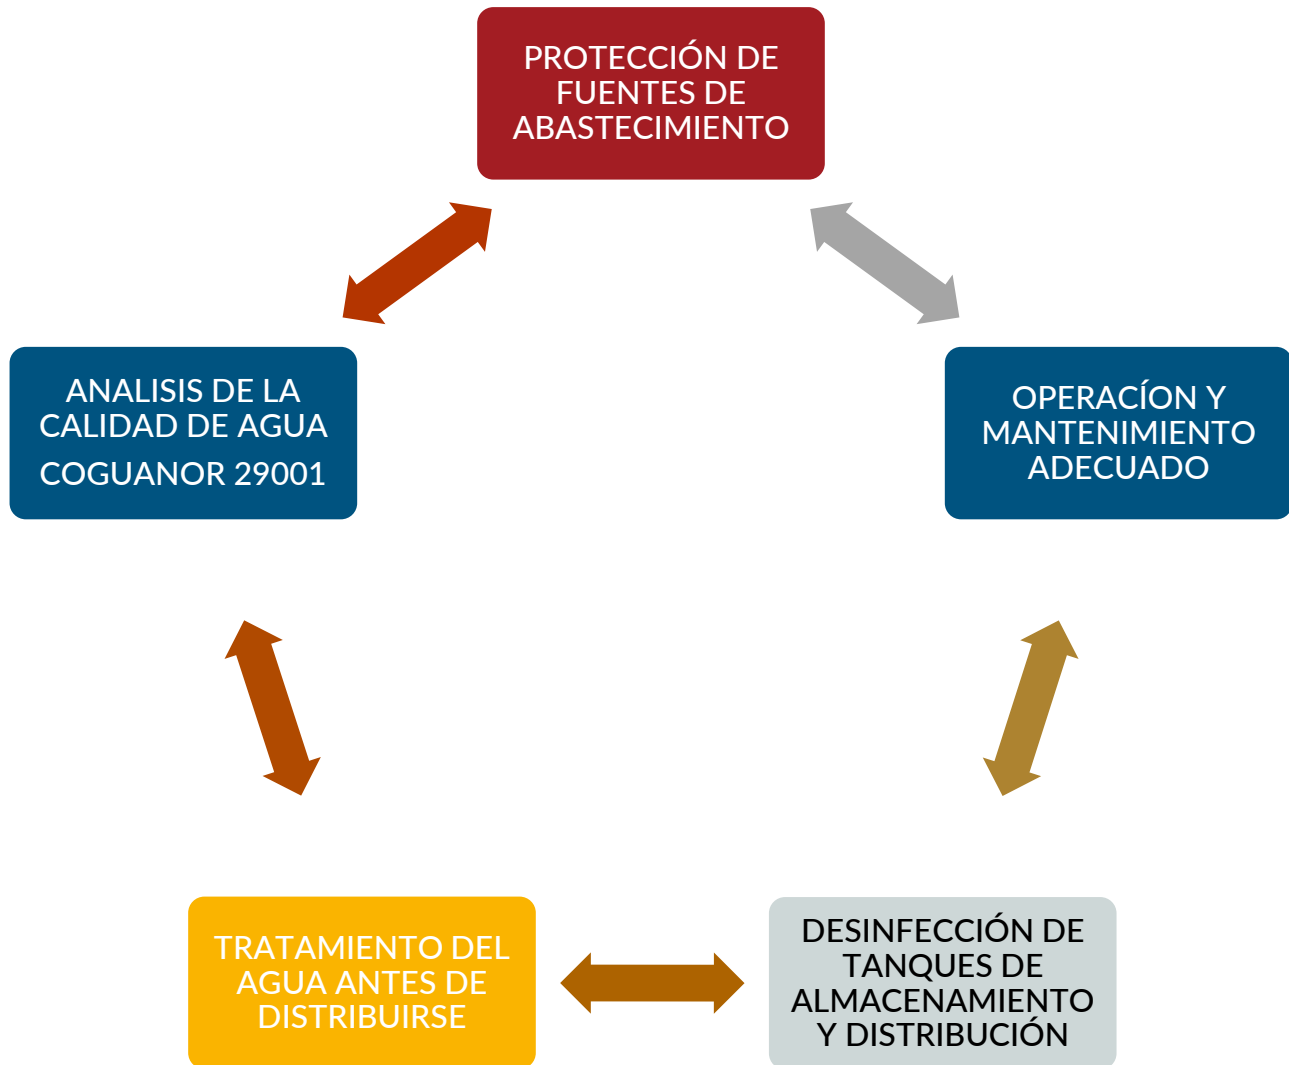 PROTECCIÓN DE
FUENTES DE
ABASTECIMIENTO
ANALISIS DE LA
CALIDAD DE AGUA
COGUANOR 29001
OPERACÍON Y
MANTENIMIENTO
ADECUADO
TRATAMIENTO DEL
AGUA ANTES DE
DISTRIBUIRSE
DESINFECCIÓN DE
TANQUES DE
ALMACENAMIENTO
Y DISTRIBUCIÓN